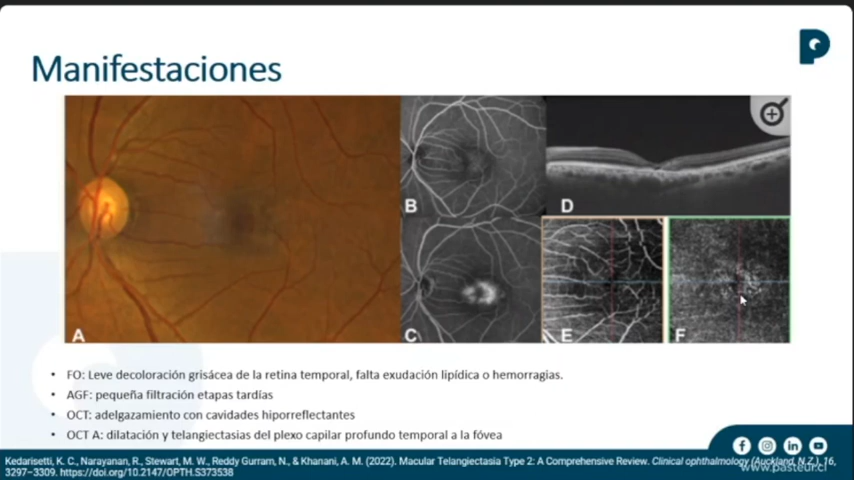 Manifestaciones
A
B
C
D
E
F
• FO: Leve decoloración grisácea de la retina temporal, falta exudación lipídica o hemorragias.
• AGF: pequeña filtración etapas tardías
• OCT: adelgazamiento con cavidades hiporreflectantes
• OCT A: dilatación y telangiectasias del plexo capilar profundo temporal a la fóvea
Kedarisetti, K. C., Narayanan, R., Stewart, M. W., Reddy Gurram, N., & Khanani, A. M. (2022). Macular Telangiectasia Type 2: A Comprehensive Review. Clinical ophthalmology (Auckland, N.Z.), 16,
3297–3309. https://doi.org/10.2147/OPTH.S373538
www.pasteur.cl